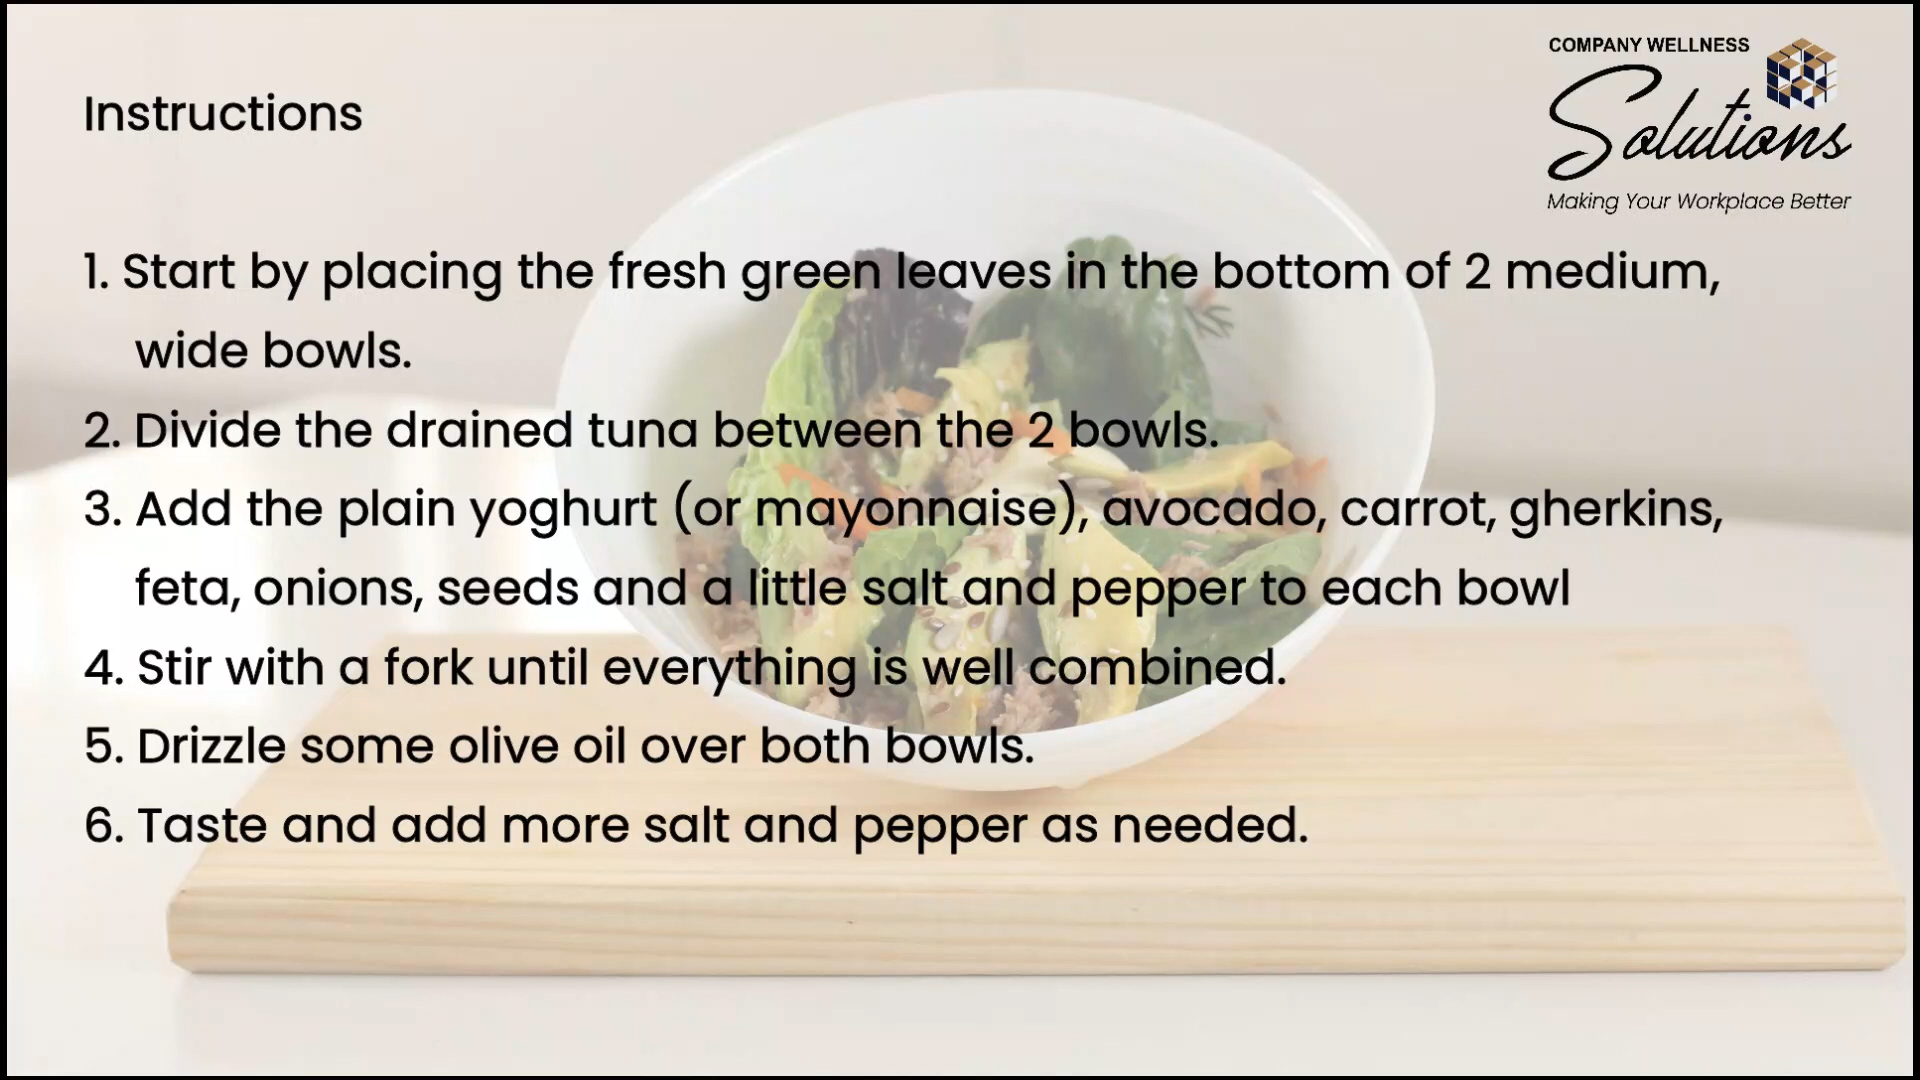 COMPANY WELLNESS
Solutions
Making Your Workplace Better
Instructions
1. Start by placing the fresh green leaves in the bottom of 2 medium,
wide bowls.
2. Divide the drained tuna between the 2 bowls.
3. Add the plain yoghurt (or mayonnaise), avocado, carrot, gherkins,
feta, onions, seeds and a little salt and pepper to each bowl
4. Stir with a fork until everything is well combined.
5. Drizzle some olive oil over both bowls.
6. Taste and add more salt and pepper as needed.